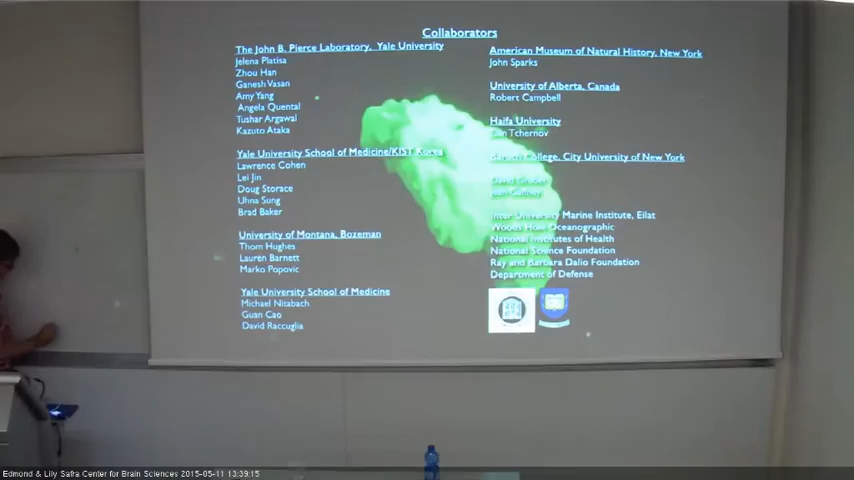 Collaborators
The John B. Pierce Laboratory, Yale University
Jelena Platisa
Zhou Han
Ganesh Vasan
Amy Yang
Angela Quental
Tushar Argawal
Kazuto Ataka
Yale University School of Medicine/KIST Korea
Lawrence Cohen
Lei Jin
Doug Storace
Uhna Sung
Brad Baker
University of Montana, Bozeman
Thom Hughes
Lauren Barnett
Marko Popovic
Yale University School of Medicine
Michael Nitabach
Guan Cao
David Raccuglia
American Museum of Natural History, New York
John Sparks
University of Alberta, Canada
Robert Campbell
Haifa University
Tchernov
Baruch College, City University of New York
David Gruber
Inter University Marine Institute, Eilat
Woods Hole Oceanographic
National Institutes of Health
National Science Foundation
Ray and Barbara Dalio Foundation
Department of Defense
Edmond & Lily Safra Center for Brain Sciences 2015-05-11 13:39:15